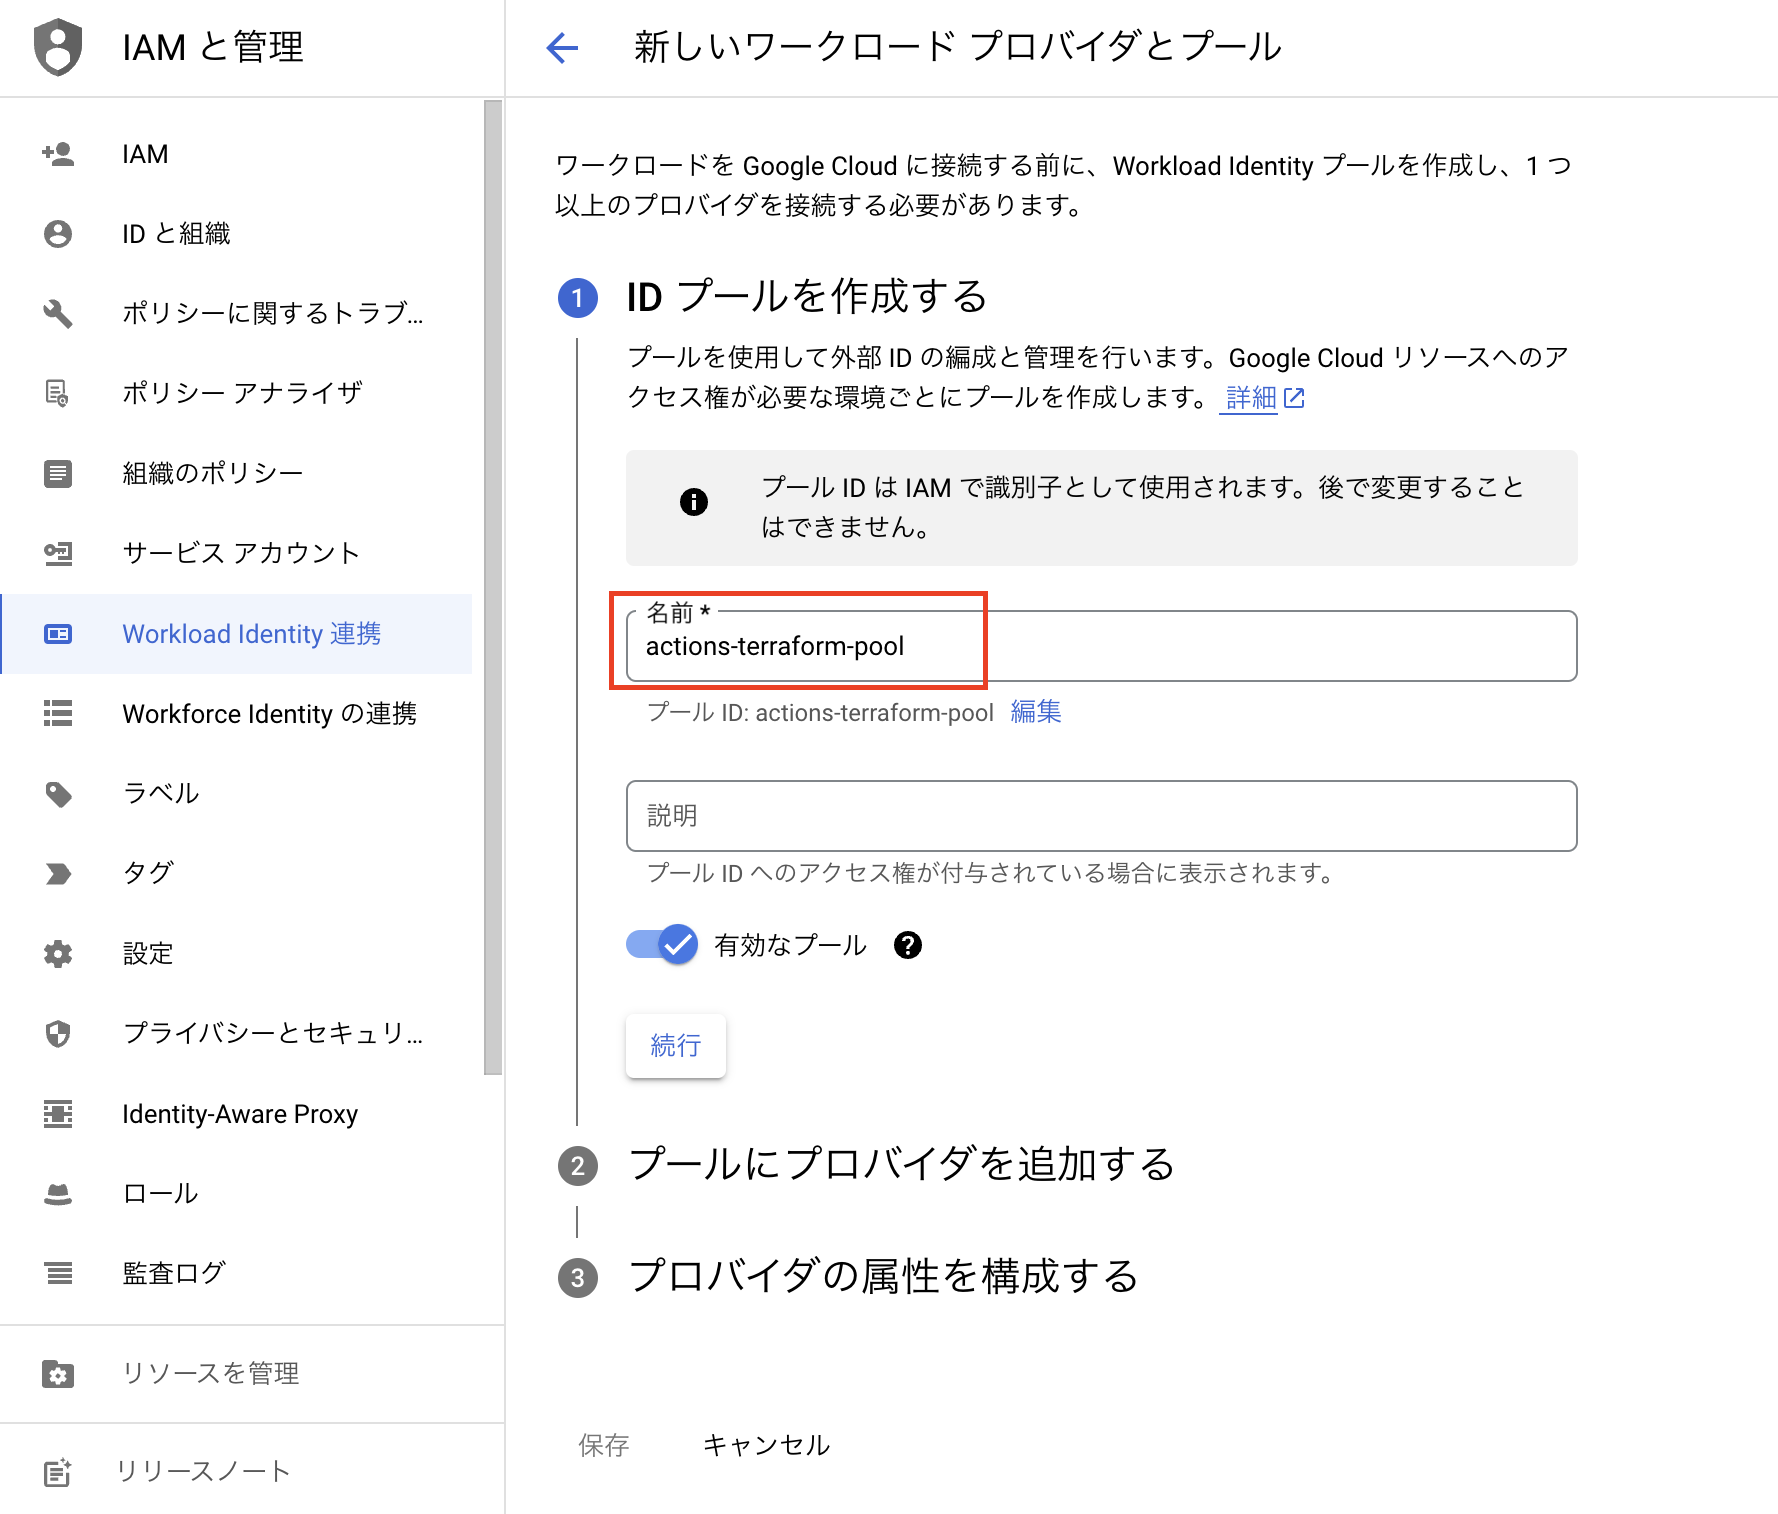 IAM と管理
IAM
ID と組織
ポリシーに関するトラブ...
ポリシー アナライザ
組織のポリシー
サービス アカウント
Workload Identity 連携
Workforce Identity の連携
ラベル
タグ
設定
プライバシーとセキュリ...
Identity-Aware Proxy
ロール
監査ログ
リソースを管理
リリースノート
新しいワークロード プロバイダとプール
ワークロードを Google Cloud に接続する前に、Workload Identity プールを作成し、1 つ
以上のプロバイダを接続する必要があります。
1 ID プールを作成する
プールを使用して外部 ID の編成と管理を行います。Google Cloud リソースへのア
クセス権が必要な環境ごとにプールを作成します。 詳細
プール ID は IAM で識別子として使用されます。後で変更すること
はできません。
名前 *
actions-terraform-pool
プール ID: actions-terraform-pool 編集
説明
プール ID へのアクセス権が付与されている場合に表示されます。
有効なプール
続行
2 プールにプロバイダを追加する
3 プロバイダの属性を構成する
保存 キャンセル